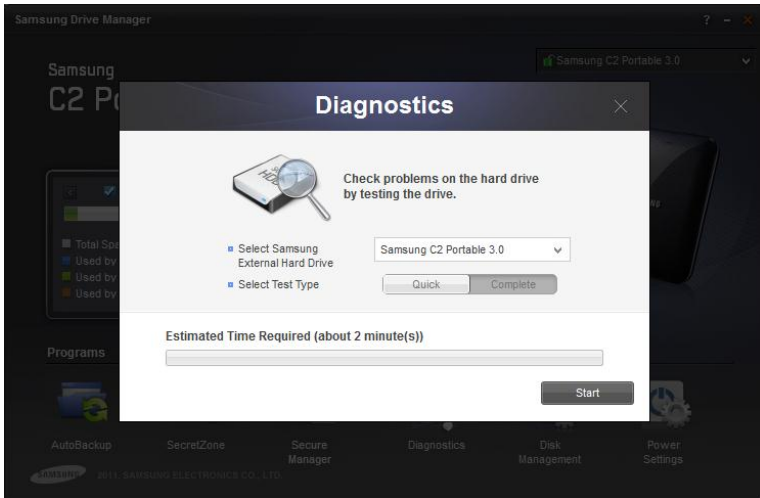 Samsung Drive Manager
? –
Samsung C2 Portable 3.0
Samsung
C2 Po
Diagnostics
HDD
Check problems on the hard drive
by testing the drive.
Total Spa
Used by
Used by
Used by
Select Samsung
External Hard Drive
Samsung C2 Portable 3.0
Select Test Type
Quick
Complete
Estimated Time Required (about 2 minute(s))
Programs
Start
AutoBackup
SecretZone
Secure
Manager
Diagnostics
Disk
Management
Power
Settings
SAMSUNG
2011. SAMSUNG ELECTRONICS CO., LTD.